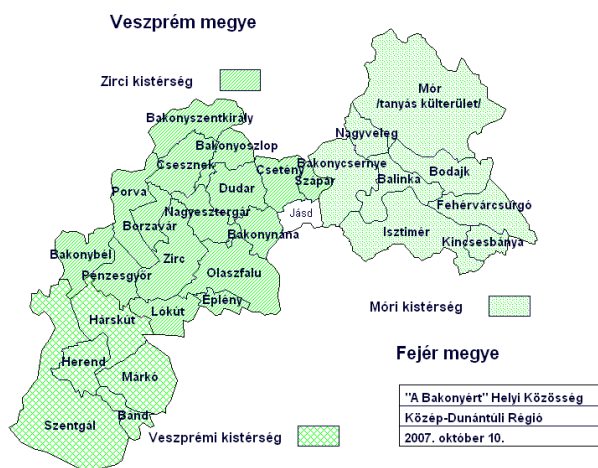 Veszprém megye
Zirci kistérség
Mór
/tanyás külterület/
Bakonyszentkirály
Nagyveleg
Bakonyoszlop
Csesznek
Csetény
Bakonycsernye
Szápár
Balinka
Bodajk
Porva
Dudar
Fehérvárcsurgó
Nagyesztergár
Jásd
Borzavár
Bakonynána
Isztimér
Kincsesbánya
Bakonybél
Zirc
Pénzesgyőr
Olaszfalu
Eplény
Lókút
Móri kistérség
Hárskút
Herend
Márkó
Fejér megye
Szentgál
Bánd
Veszprémi kistérség
"A Bakonyért" Helyi Közösség
Közép-Dunántúli Régió
2007. október 10.